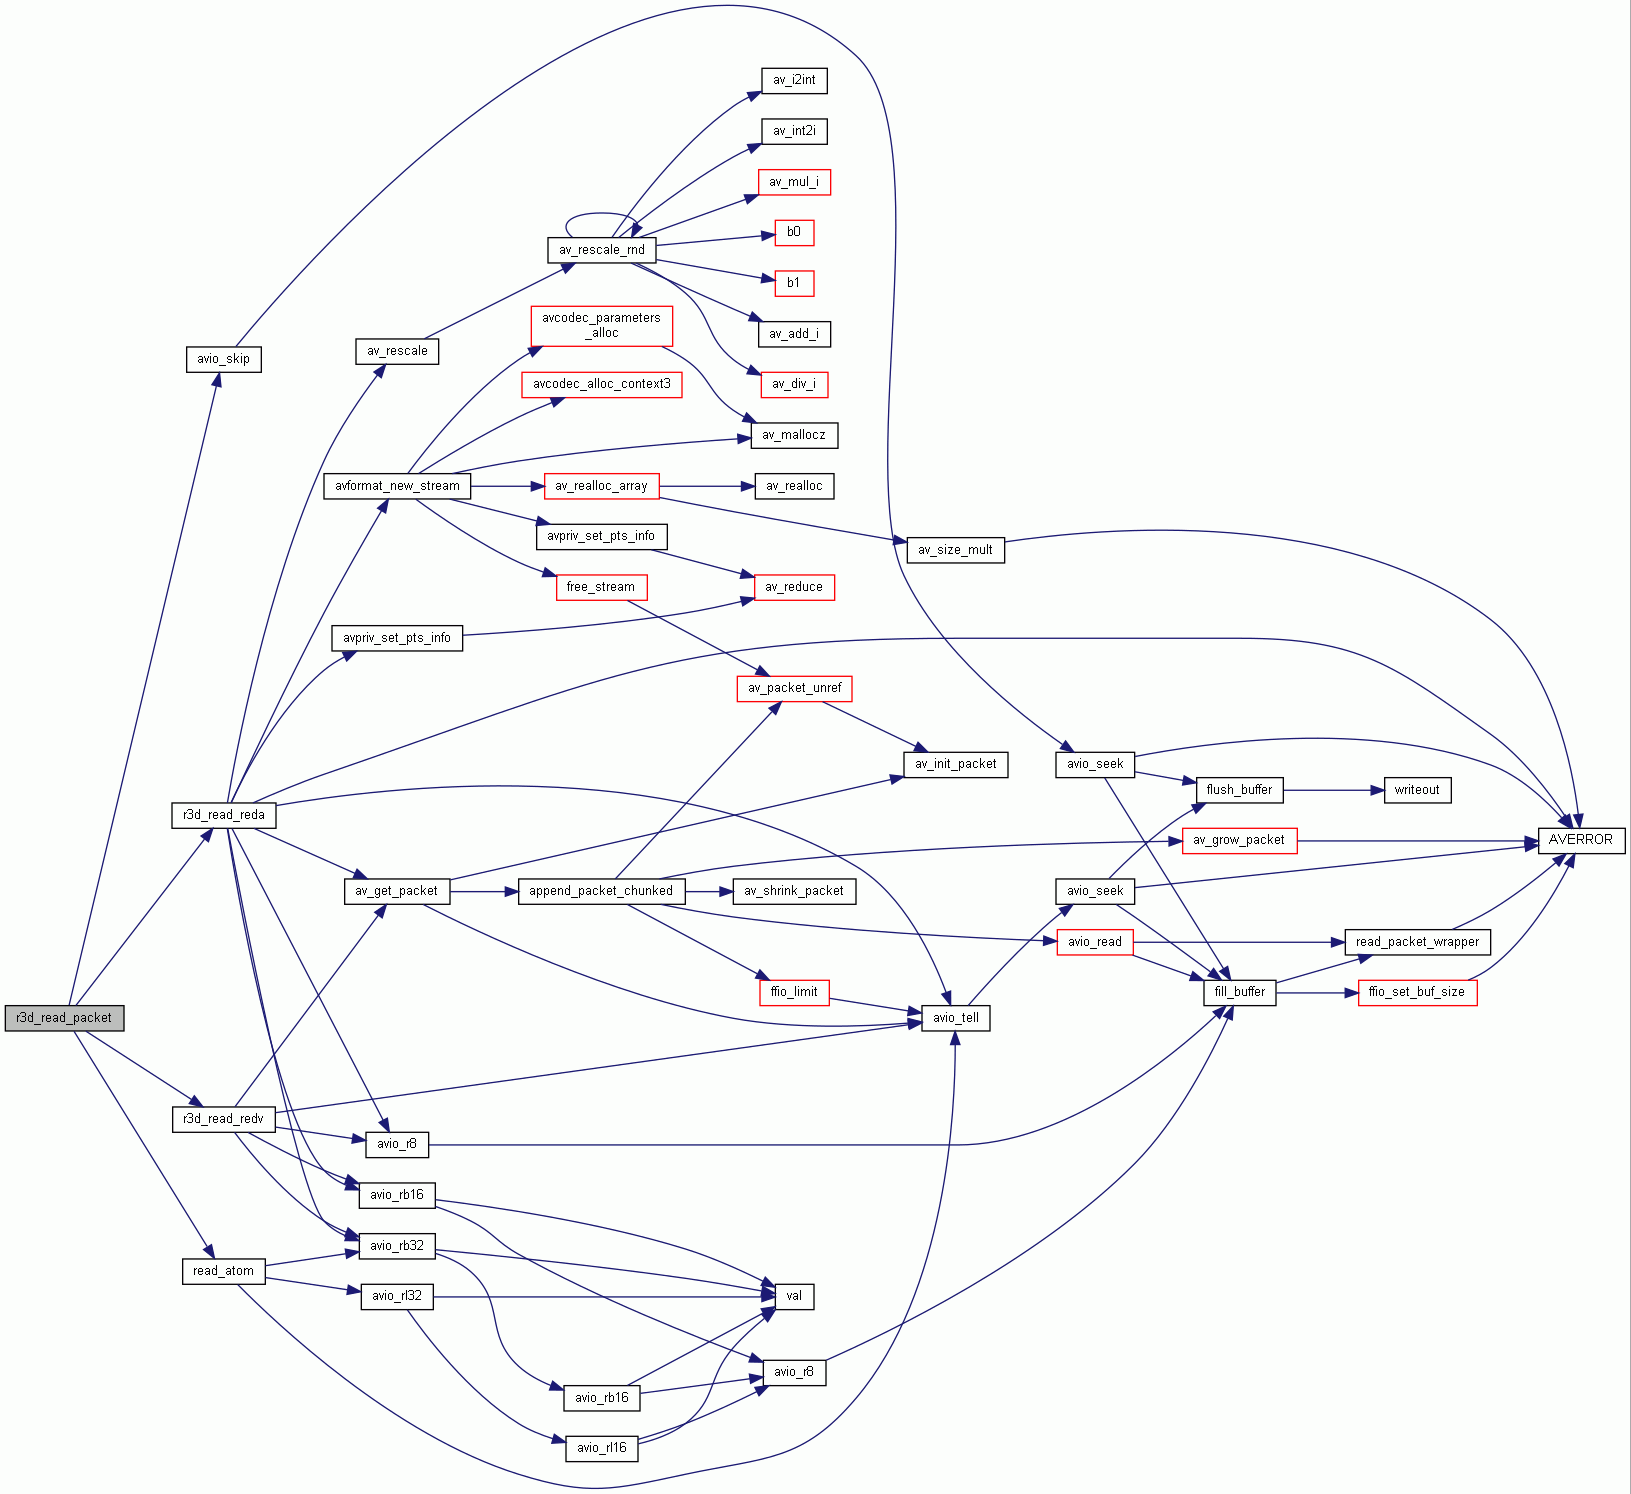 av_i2int
av_int2i
av_mul_i
b0
av_rescale_rnd
b1
avcodec_parameters
_alloc
av_add_i
avio_skip
av_rescale
avcodec_alloc_context3
av_div_i
av_mallocz
avformat_new_stream
av_realloc_array
av_realloc
avpriv_set_pts_info
av_size_mult
free_stream
av_reduce
avpriv_set_pts_info
av_packet_unref
av_init_packet
avio_seek
flush_buffer
writeout
r3d_read_reda
av_grow_packet
AVERROR
av_get_packet
append_packet_chunked
av_shrink_packet
avio_seek
avio_read
read_packet_wrapper
ffio_limit
fill_buffer
ffio_set_buf_size
r3d_read_packet
avio_tell
r3d_read_redv
avio_r8
avio_rb16
avio_rb32
read_atom
avio_rl32
val
avio_r8
avio_rb16
avio_rl16